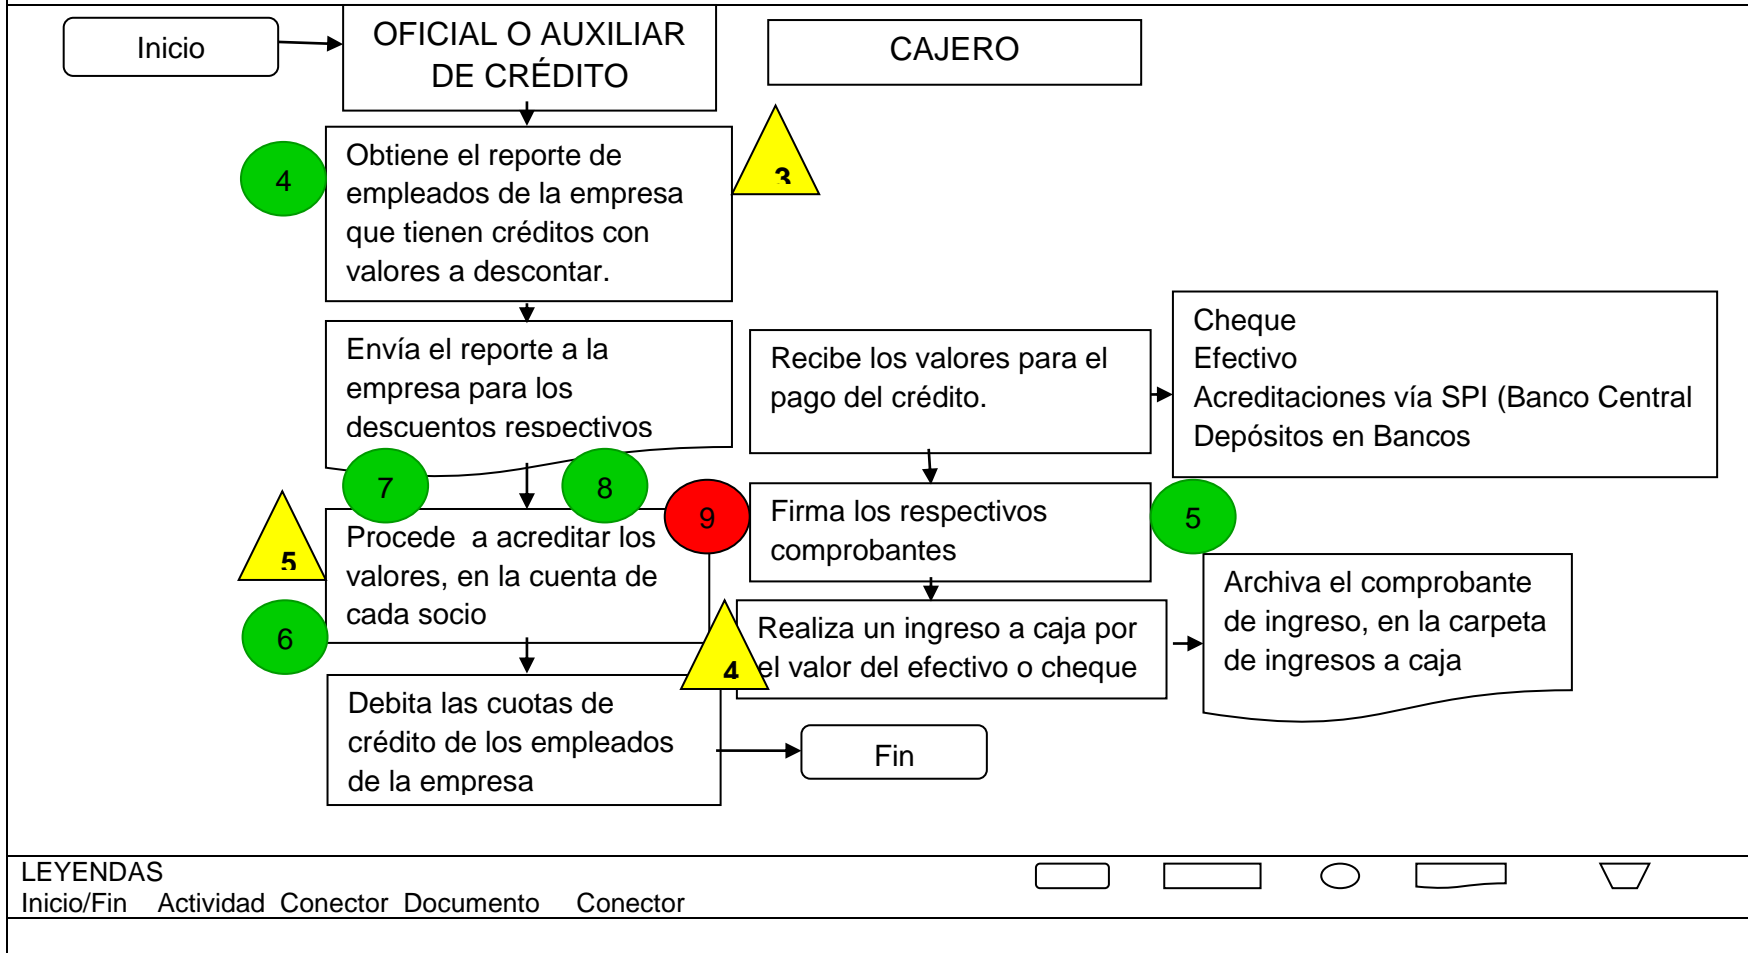 Inicio
OFICIAL O AUXILIAR
DE CRÉDITO
CAJERO
4
Obtiene el reporte de
empleados de la empresa
que tienen créditos con
valores a descontar.
3
Envía el reporte a la
empresa para los
descuentos respectivos
Recibe los valores para el
pago del crédito.
Cheque
Efectivo
Acreditaciones vía SPI (Banco Central
Depósitos en Bancos
7
8
9
Firma los respectivos
comprobantes
5
5
Procede  a acreditar los
valores, en la cuenta de
cada socio
6
4
Realiza un ingreso a caja por
el valor del efectivo o cheque
Archiva el comprobante
de ingreso, en la carpeta
de ingresos a caja
Debita las cuotas de
crédito de los empleados
de la empresa
Fin
LEYENDAS
Inicio/Fin    Actividad  Conector  Documento     Conector